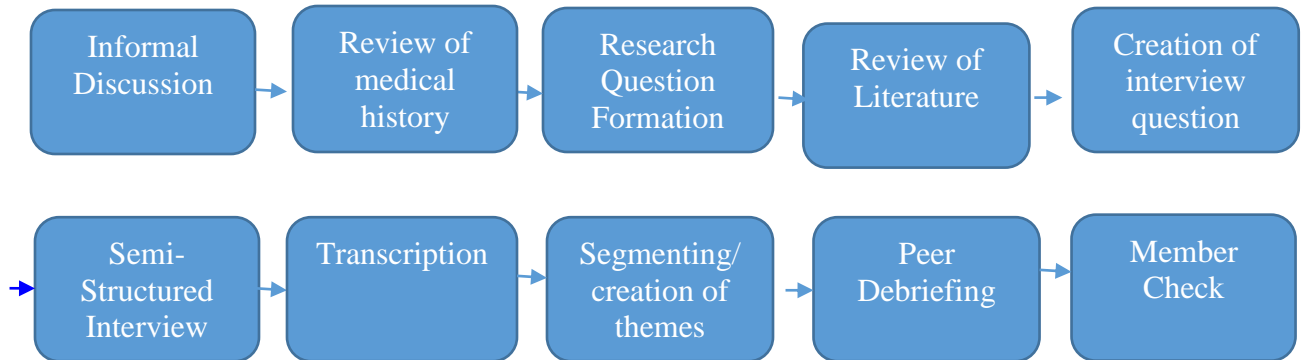 Informal
Discussion
Review of
medical
history
Research
Question
Formation
Review of
Literature
Creation of
interview
question
Semi-
Structured
Interview
Transcription
Segmenting/
creation of
themes
Peer
Debriefing
Member
Check